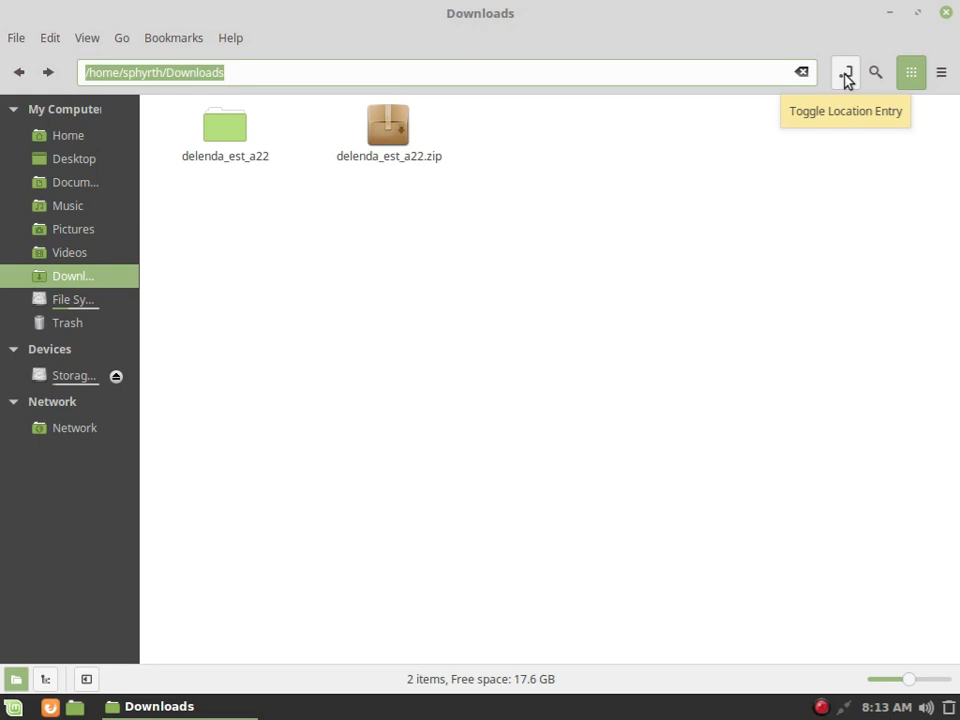 Downloads
File Edit View Go Bookmarks Help
/home/sphyrth/Downloads
Toggle Location Entry
My Computer
Home
Desktop
Docum...
Music
Pictures
Videos
Downl...
File Sy...
Trash
Devices
Storag...
Network
Network
delenda_est_a22
delenda_est_a22.zip
2 items, Free space: 17.6 GB
Downloads
8:13 AM